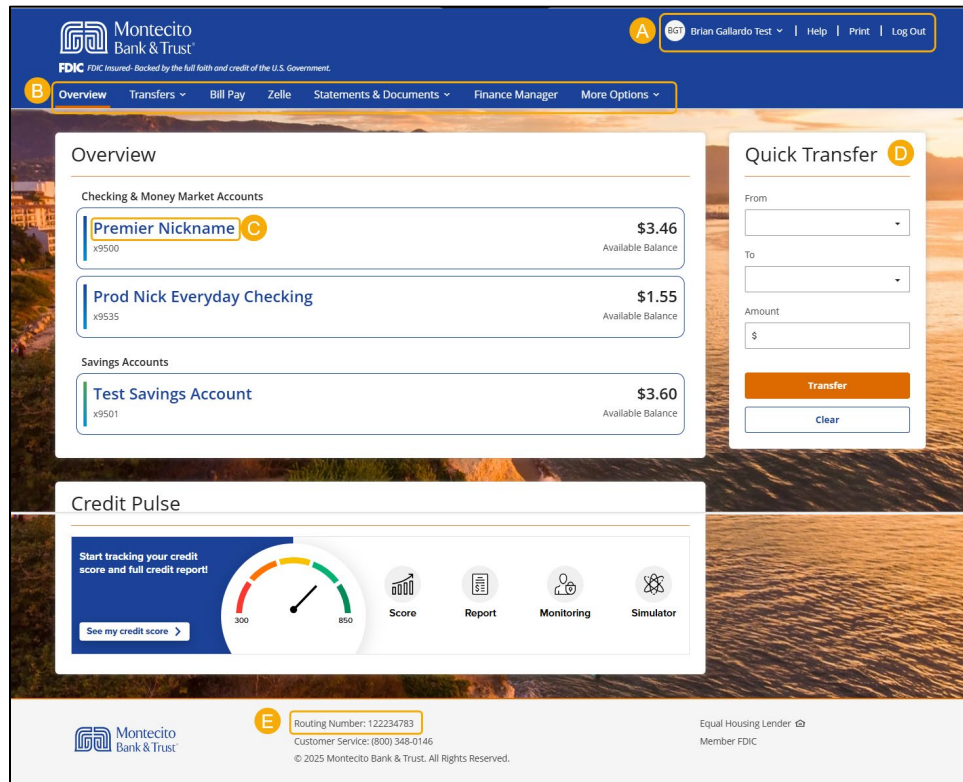 Montecito
Bank & Trust
A
BGT Brian Gallardo Test | Help | Print | Log Out
FDIC FDIC Insured- Backed by the full faith and credit of the U.S. Government.
B
Overview Transfers Bill Pay Zelle Statements & Documents Finance Manager More Options
Overview
Checking & Money Market Accounts
Premier Nickname C $3.46
x9500 Available Balance
Prod Nick Everyday Checking $1.55
x9535 Available Balance
Savings Accounts
Test Savings Account $3.60
x9501 Available Balance
Quick Transfer D
From
To
Amount
$
Transfer
Clear
Credit Pulse
Start tracking your credit
score and full credit report!
See my credit score
300 850
Score Report Monitoring Simulator
Montecito
Bank & Trust
E
Routing Number: 122234783
Customer Service: (800) 348-0146
© 2025 Montecito Bank & Trust. All Rights Reserved.
Equal Housing Lender
Member FDIC